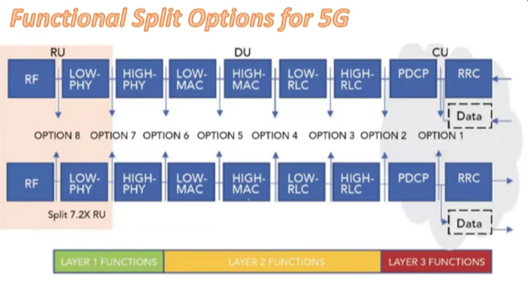 Functional Split Options for 5G
RU DU CU
RF LOW-PHY HIGH-PHY LOW-MAC HIGH-MAC LOW-RLC HIGH-RLC PDCP RRC
Data
OPTION 8 OPTION 7 OPTION 6 OPTION 5 OPTION 4 OPTION 3 OPTION 2 OPTION 1
RF LOW-PHY HIGH-PHY LOW-MAC HIGH-MAC LOW-RLC HIGH-RLC PDCP RRC
Split 7.2X RU
Data
LAYER 1 FUNCTIONS LAYER 2 FUNCTIONS LAYER 3 FUNCTIONS